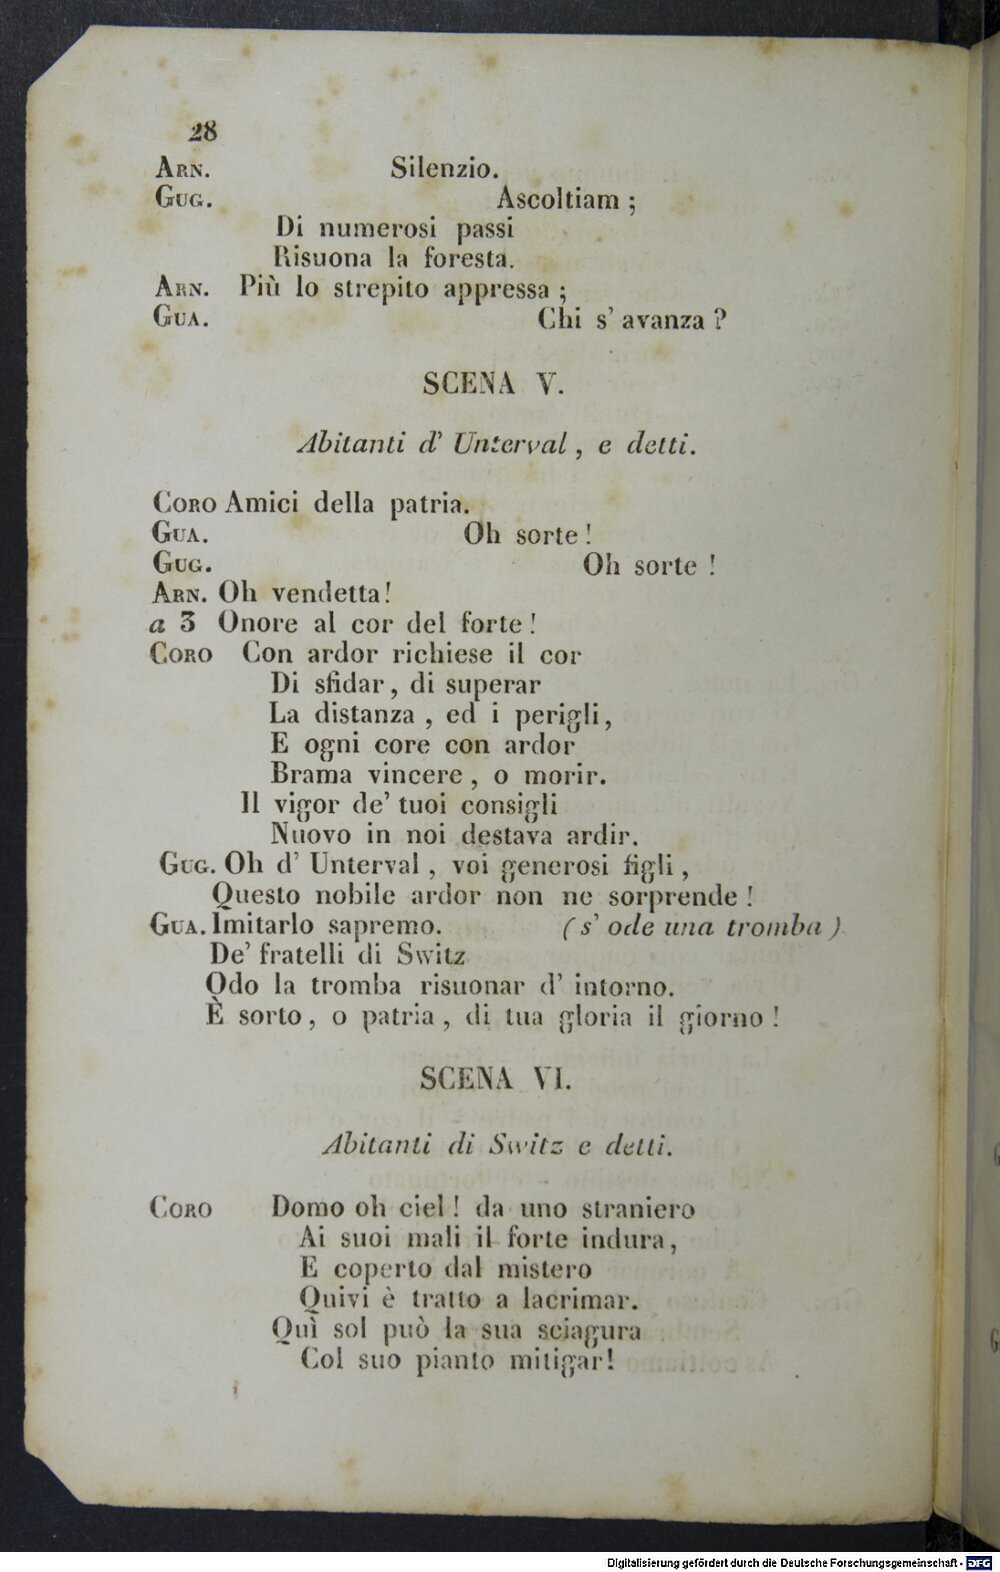 28
ARN. Silenzio.
GUG. Ascoltiam ;
Di numerosi passi
Risuona la foresta.
ARN. Più lo strepito appressa ;
GUA. Chi s' avanza ?
SCENA V.
Abitanti d' Unterval , e detti.
CORO Amici della patria.
GUA. Oh sorte !
GUG. Oh sorte !
ARN. Oh vendetta!
a 3 Onore al cor del forte !
CORO Con ardor richiese il cor
Di sfidar , di superar
La distanza , ed i perigli,
E ogni core con ardor
Brama vincere , o morir.
Il vigor de' tuoi consigli
Nuovo in noi destava ardir.
GUG. Oh d' Unterval , voi generosi figli ,
Questo nobile ardor non ne sorprende !
GUA. Imitarlo sapremo. ( s' ode una tromba )
De' fratelli di Switz
Odo la tromba risuonar d' intorno.
È sorto , o patria , di tua gloria il giorno !
SCENA VI.
Abitanti di Switz e detti.
CORO Domo oh ciel ! da uno straniero
Ai suoi mali il forte indura ,
E coperto dal mistero
Quivi è tratto a lacrimar.
Quì sol può la sua sciagura
Col suo pianto mitigar!
Digitalisierung gefördert durch die Deutsche Forschungsgemeinschaft - DFG